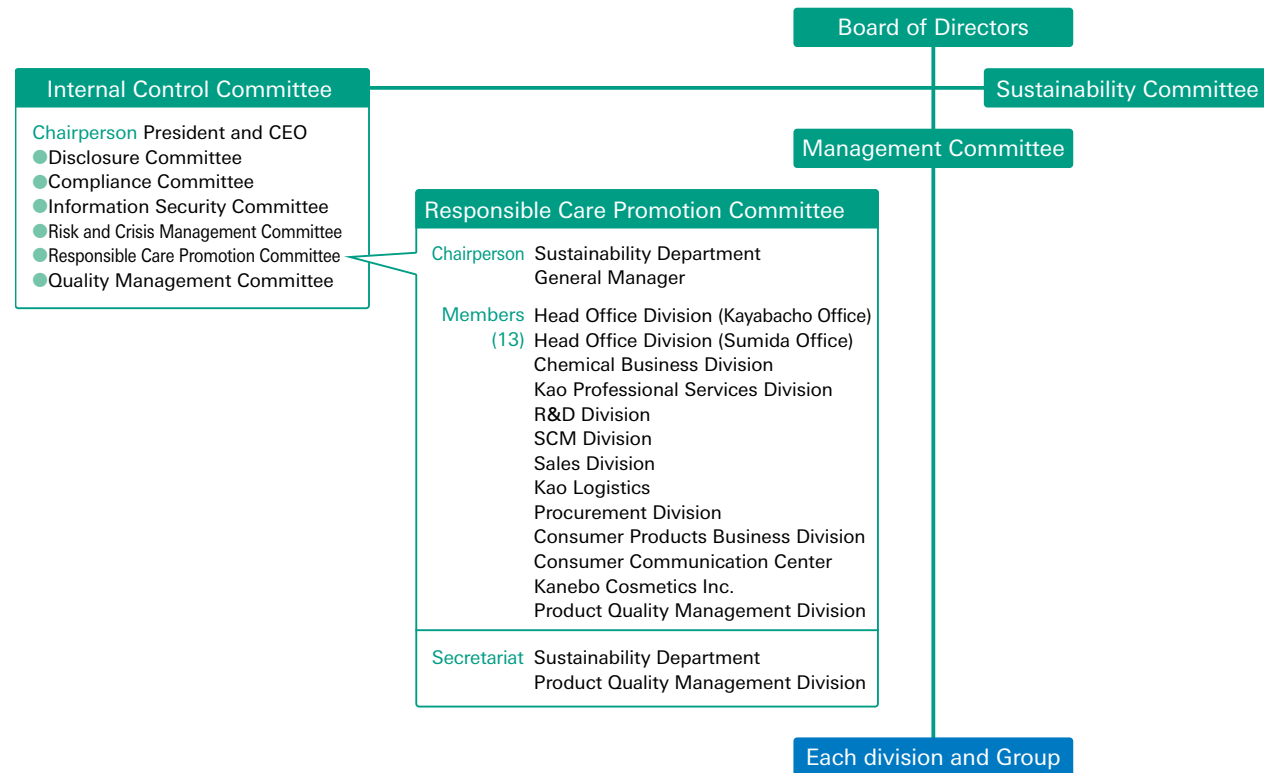 Board of Directors
Internal Control Committee
Sustainability Committee
Chairperson President and CEO
●Disclosure Committee
●Compliance Committee
●Information Security Committee
●Risk and Crisis Management Committee
●Responsible Care Promotion Committee
●Quality Management Committee
Management Committee
Responsible Care Promotion Committee
Chairperson Sustainability Department
General Manager
Members Head Office Division (Kayabacho Office)
(13) Head Office Division (Sumida Office)
Chemical Business Division
Kao Professional Services Division
R&D Division
SCM Division
Sales Division
Kao Logistics
Procurement Division
Consumer Products Business Division
Consumer Communication Center
Kanebo Cosmetics Inc.
Product Quality Management Division
Secretariat Sustainability Department
Product Quality Management Division
Each division and Group